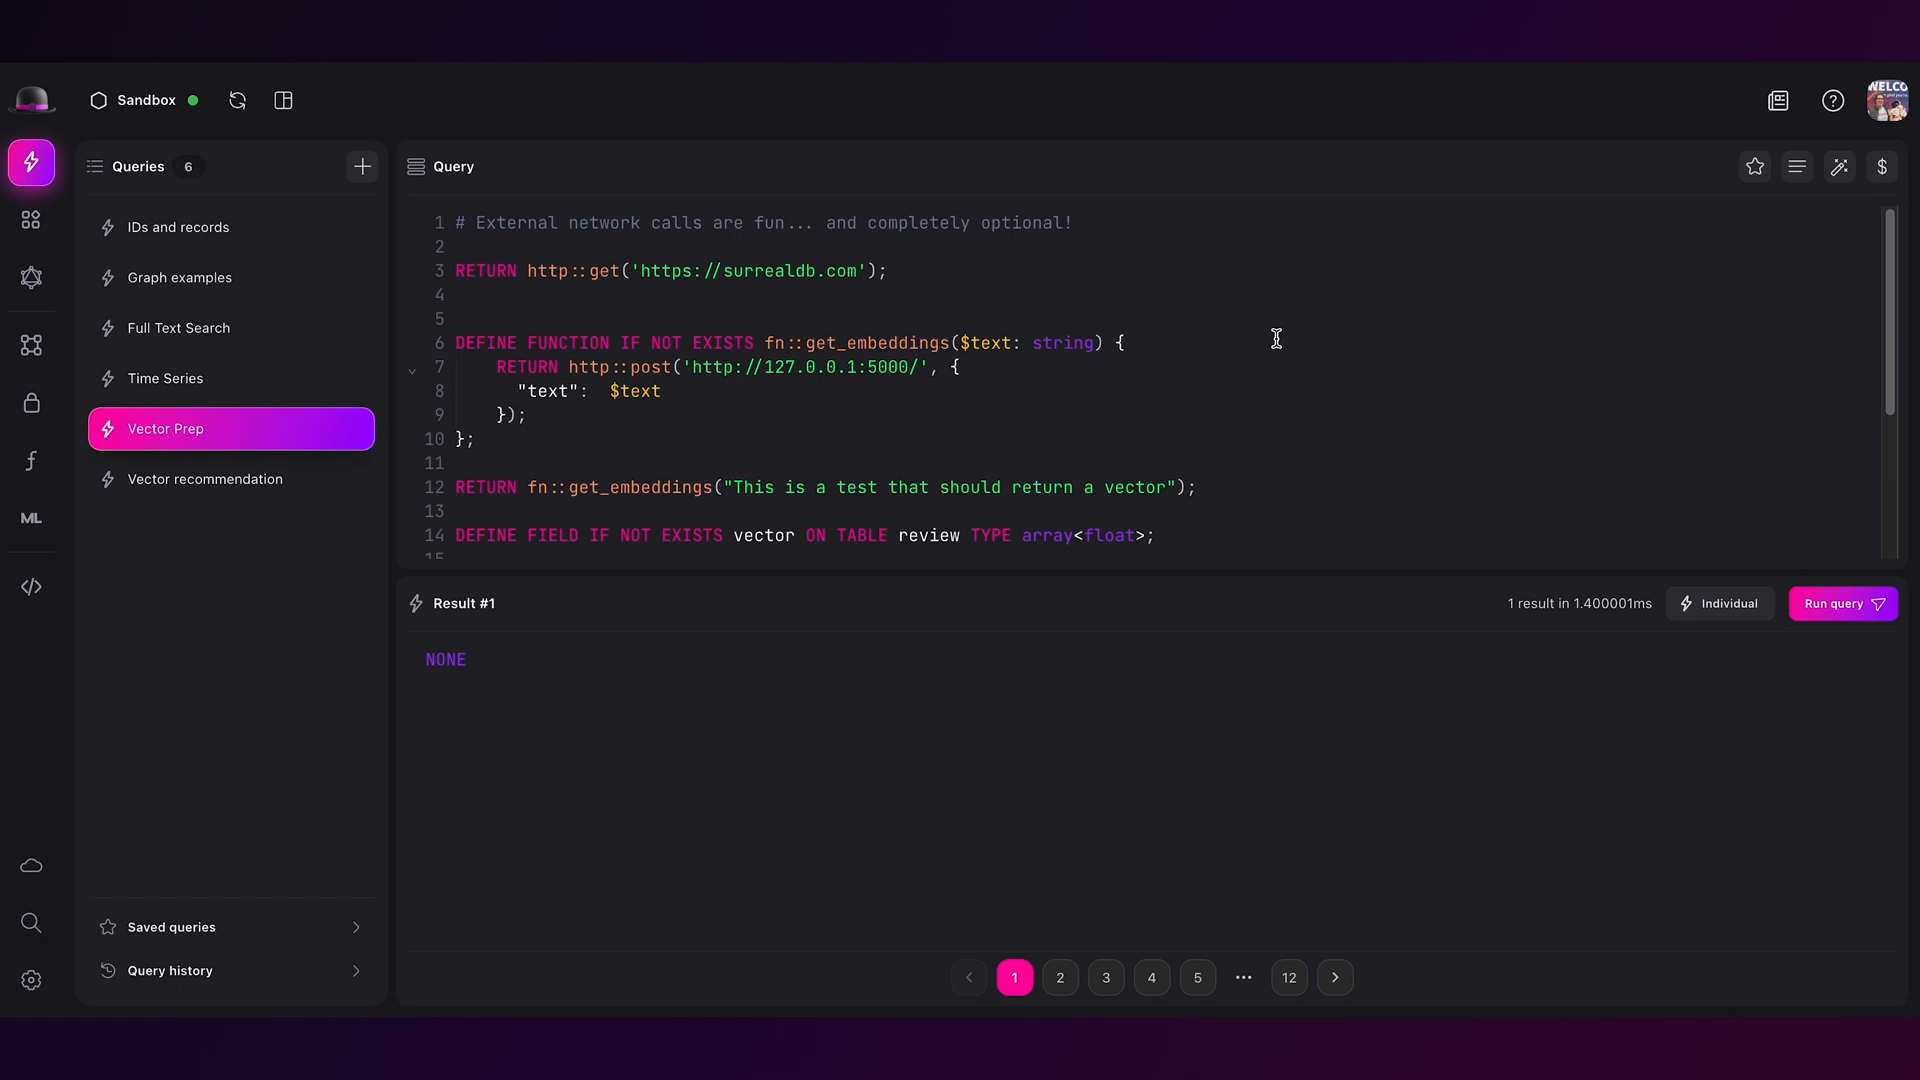 Sandbox
Queries 6
IDs and records
Graph examples
Full Text Search
Time Series
Vector Prep
Vector recommendation
ML
Saved queries
Query history
Query
$
WELCO
1 # External network calls are fun... and completely optional!
2
3 RETURN http::get('https://surrealdb.com');
4
5
6 DEFINE FUNCTION IF NOT EXISTS fn::get_embeddings($text: string) {
7 RETURN http::post('http://127.0.0.1:5000/', {
8 "text": $text
9 });
10 };
11
12 RETURN fn::get_embeddings("This is a test that should return a vector");
13
14 DEFINE FIELD IF NOT EXISTS vector ON TABLE review TYPE array<float>;
15
Result #1
1 result in 1.400001ms
Individual
Run query
NONE
1 2 3 4 5 ... 12